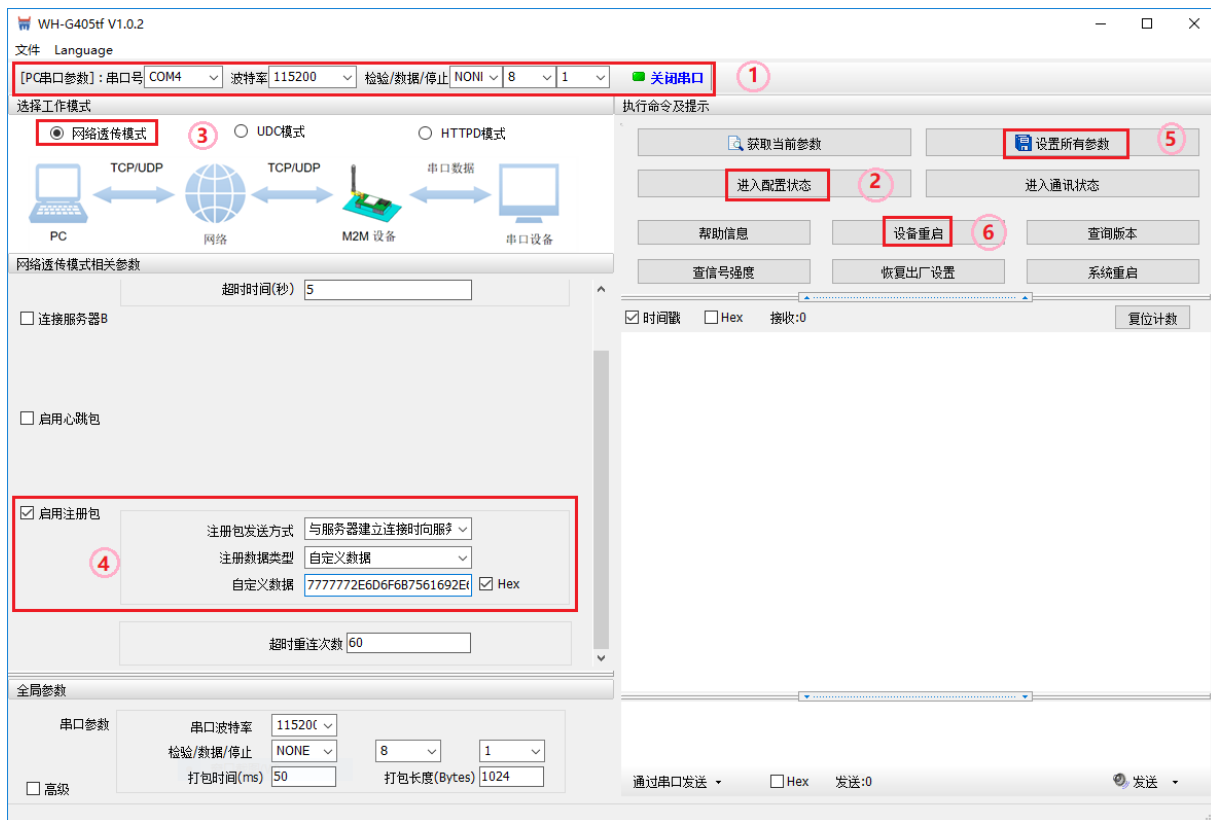 WH-G405tf V1.0.2
文件 Language
[PC串口参数]：串口号 COM4 波特率 115200 检验/数据/停止 NONI 8 1 关闭串口 1
选择工作模式
网络透传模式 3 UDC模式 HTTPD模式
TCP/UDP TCP/UDP 串口数据
PC 网络 M2M 设备 串口设备
网络透传模式相关参数
超时时间(秒) 5
连接服务器B
启用心跳包
启用注册包
注册包发送方式 与服务器建立连接时向服务
注册数据类型 自定义数据
4
自定义数据 7777772E6D6F6B7561692E6 Hex
超时重连次数 60
全局参数
串口参数 串口波特率 115200
检验/数据/停止 NONE 8 1
打包时间(ms) 50 打包长度(Bytes) 1024
高级
执行命令及提示
获取当前参数 设置所有参数 5
进入配置状态 2 进入通讯状态
帮助信息 设备重启 6 查询版本
查信号强度 恢复出厂设置 系统重启
时间戳 Hex 接收:0 复位计数
通过串口发送 Hex 发送:0 发送